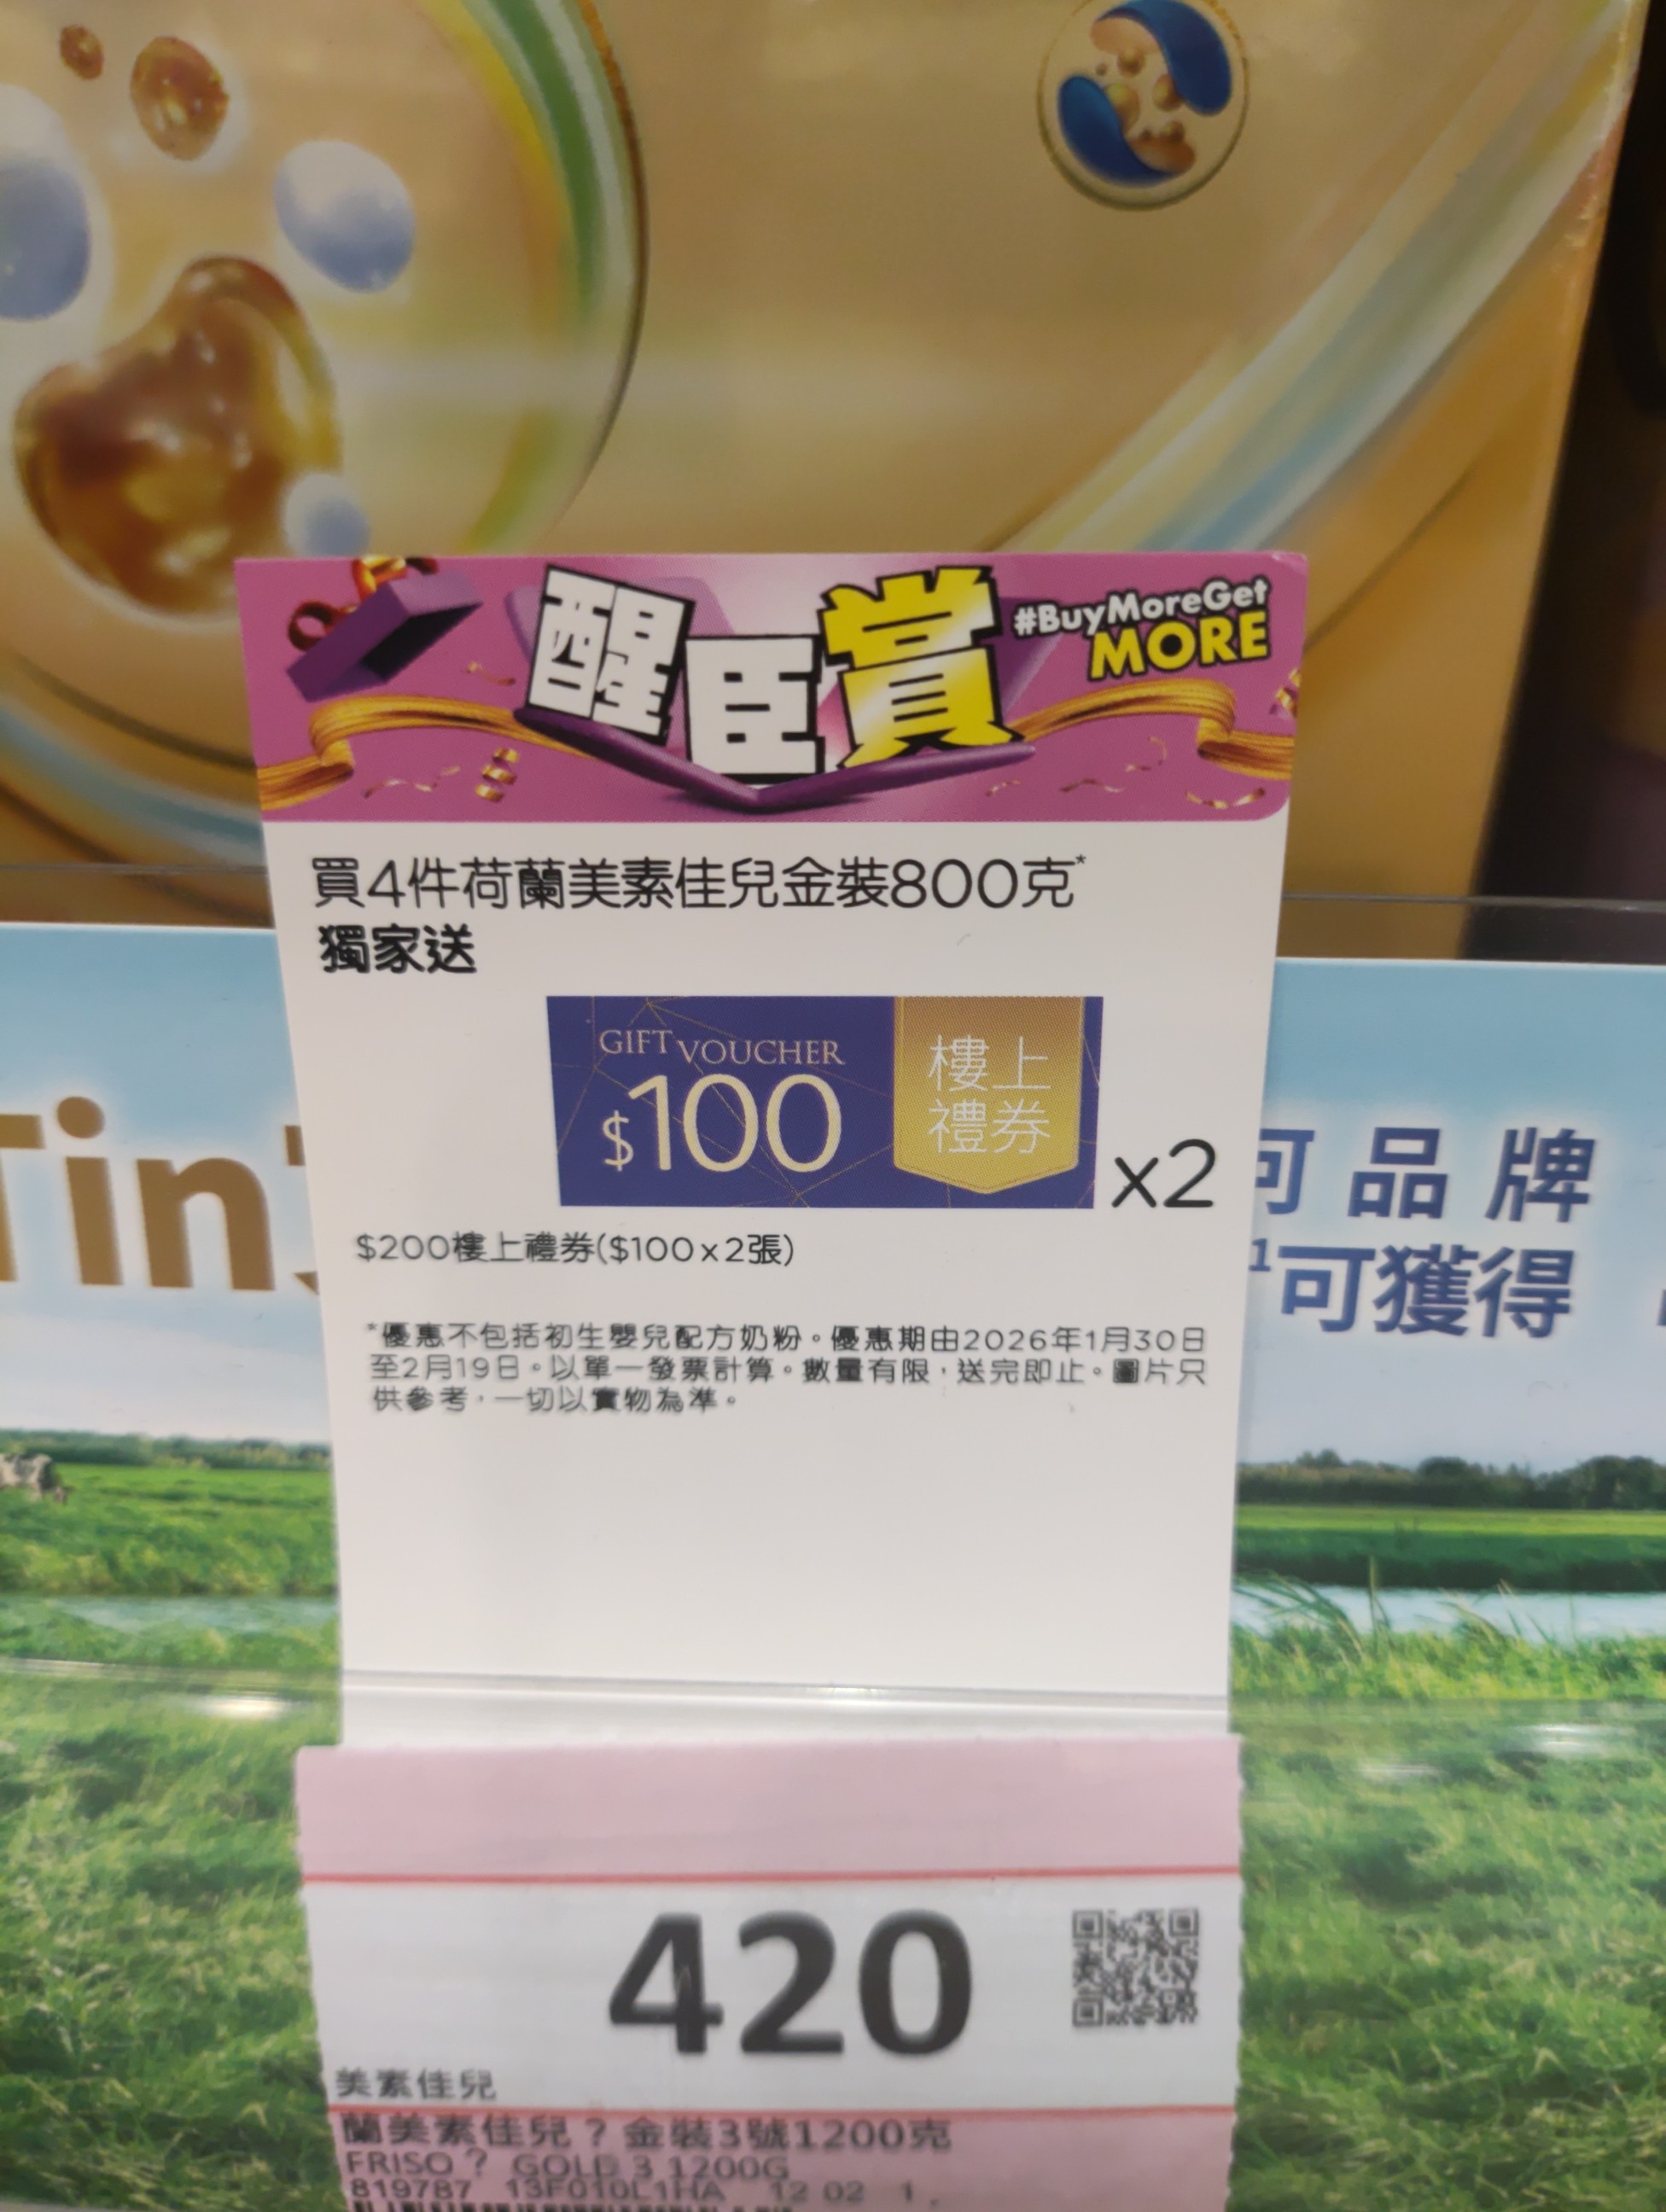 醒臣賞
#BuyMoreGet
MORE
買4件荷蘭美素佳兒金裝800克*
獨家送
GIFT VOUCHER
$100
樓上
禮券
x2
$200樓上禮券($100x2張)
*優惠不包括初生嬰兒配方奶粉。優惠期由2026年1月30日
至2月19日。以單一發票計算。數量有限，送完即止。圖片只
供參考，一切以實物為準。
Tin
品牌
1可獲得
420
美素佳兒
蘭美素佳兒？金裝3號1200克
FRISO? GOLD 3 1200G
819787 13F010L1HA 12 02 1